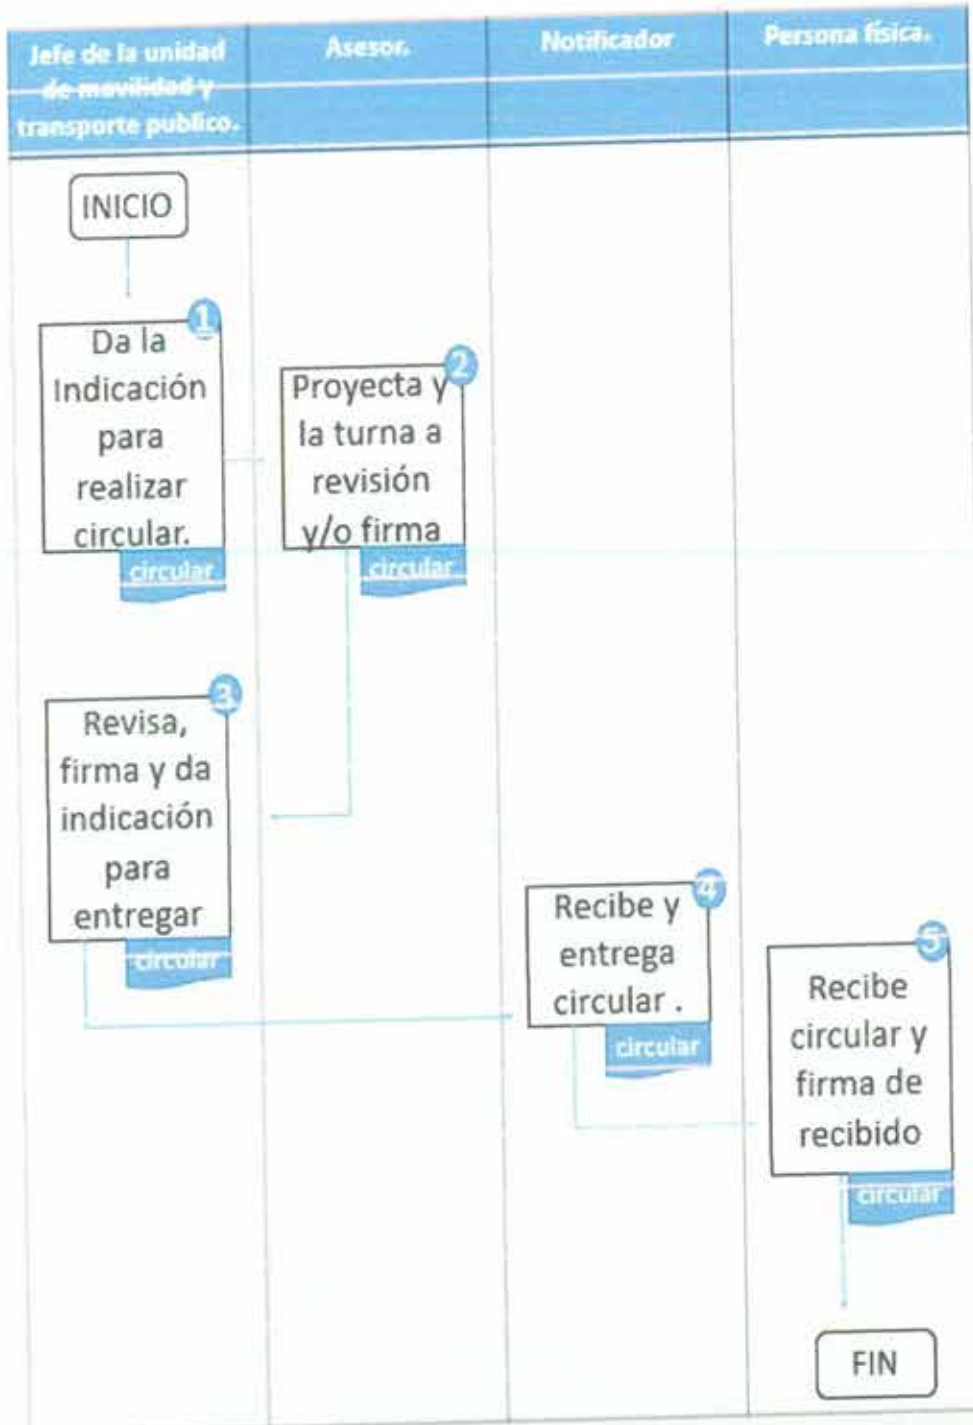 Jefe de la unidad
de movilidad y
transporte publico.
Asesor.
Notificador
Persona física.
INICIO
1
Da la
Indicación
para
realizar
circular.
circular
2
Proyecta y
la turna a
revisión
y/o firma
circular
3
Revisa,
firma y da
indicación
para
entregar
circular
4
Recibe y
entrega
circular .
circular
5
Recibe
circular y
firma de
recibido
circular
FIN